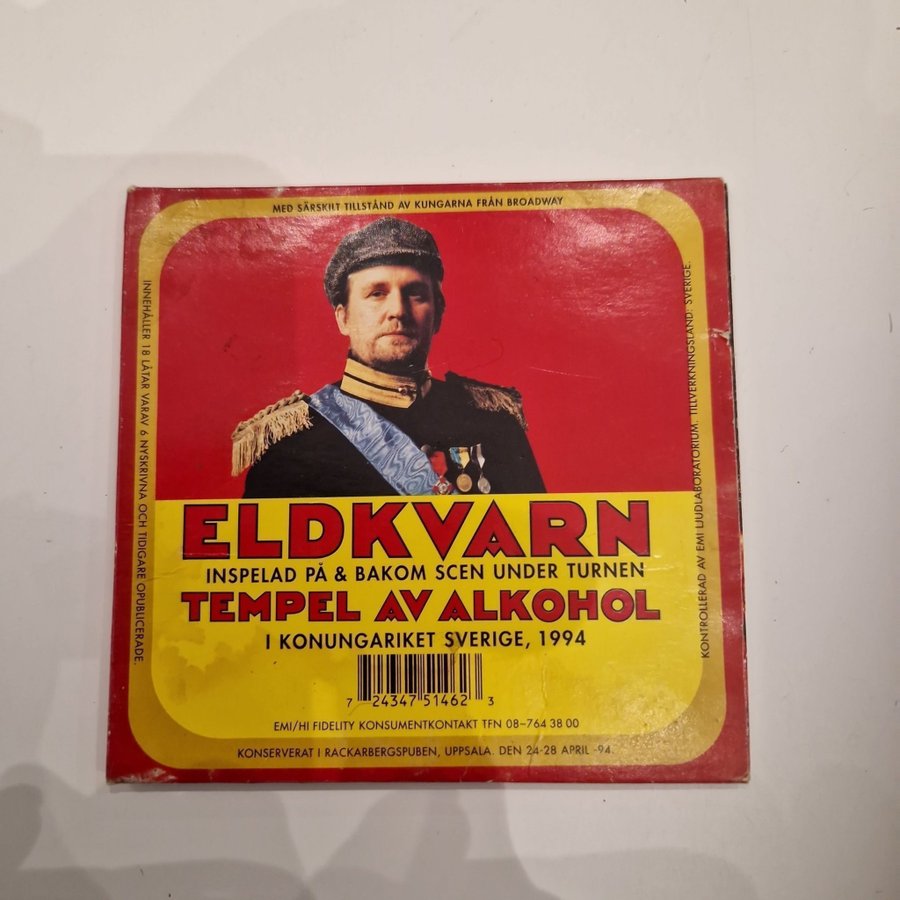 MED SÄRSKILT TILLSTÅND AV KUNGARNA FRÅN BROADWAY
INNEHÅLLER 18 LÅTAR VARAV 6 NYSKRIVNA OCH TIDIGARE OPUBLICERADE.
KONTROLLERAD AV EMI LJUDLABORATORIUM. TILLVERKNINGSLAND: SVERIGE.
ELDKVARN
INSPELAD PÅ & BAKOM SCEN UNDER TURNEN
TEMPEL AV ALKOHOL
I KONUNGARIKET SVERIGE, 1994
7 24347 51462 3
EMI/HI FIDELITY KONSUMENTKONTAKT TFN 08-764 38 00
KONSERVERAT I RACKARBERGSPUBEN, UPPSALA. DEN 24-28 APRIL -94.